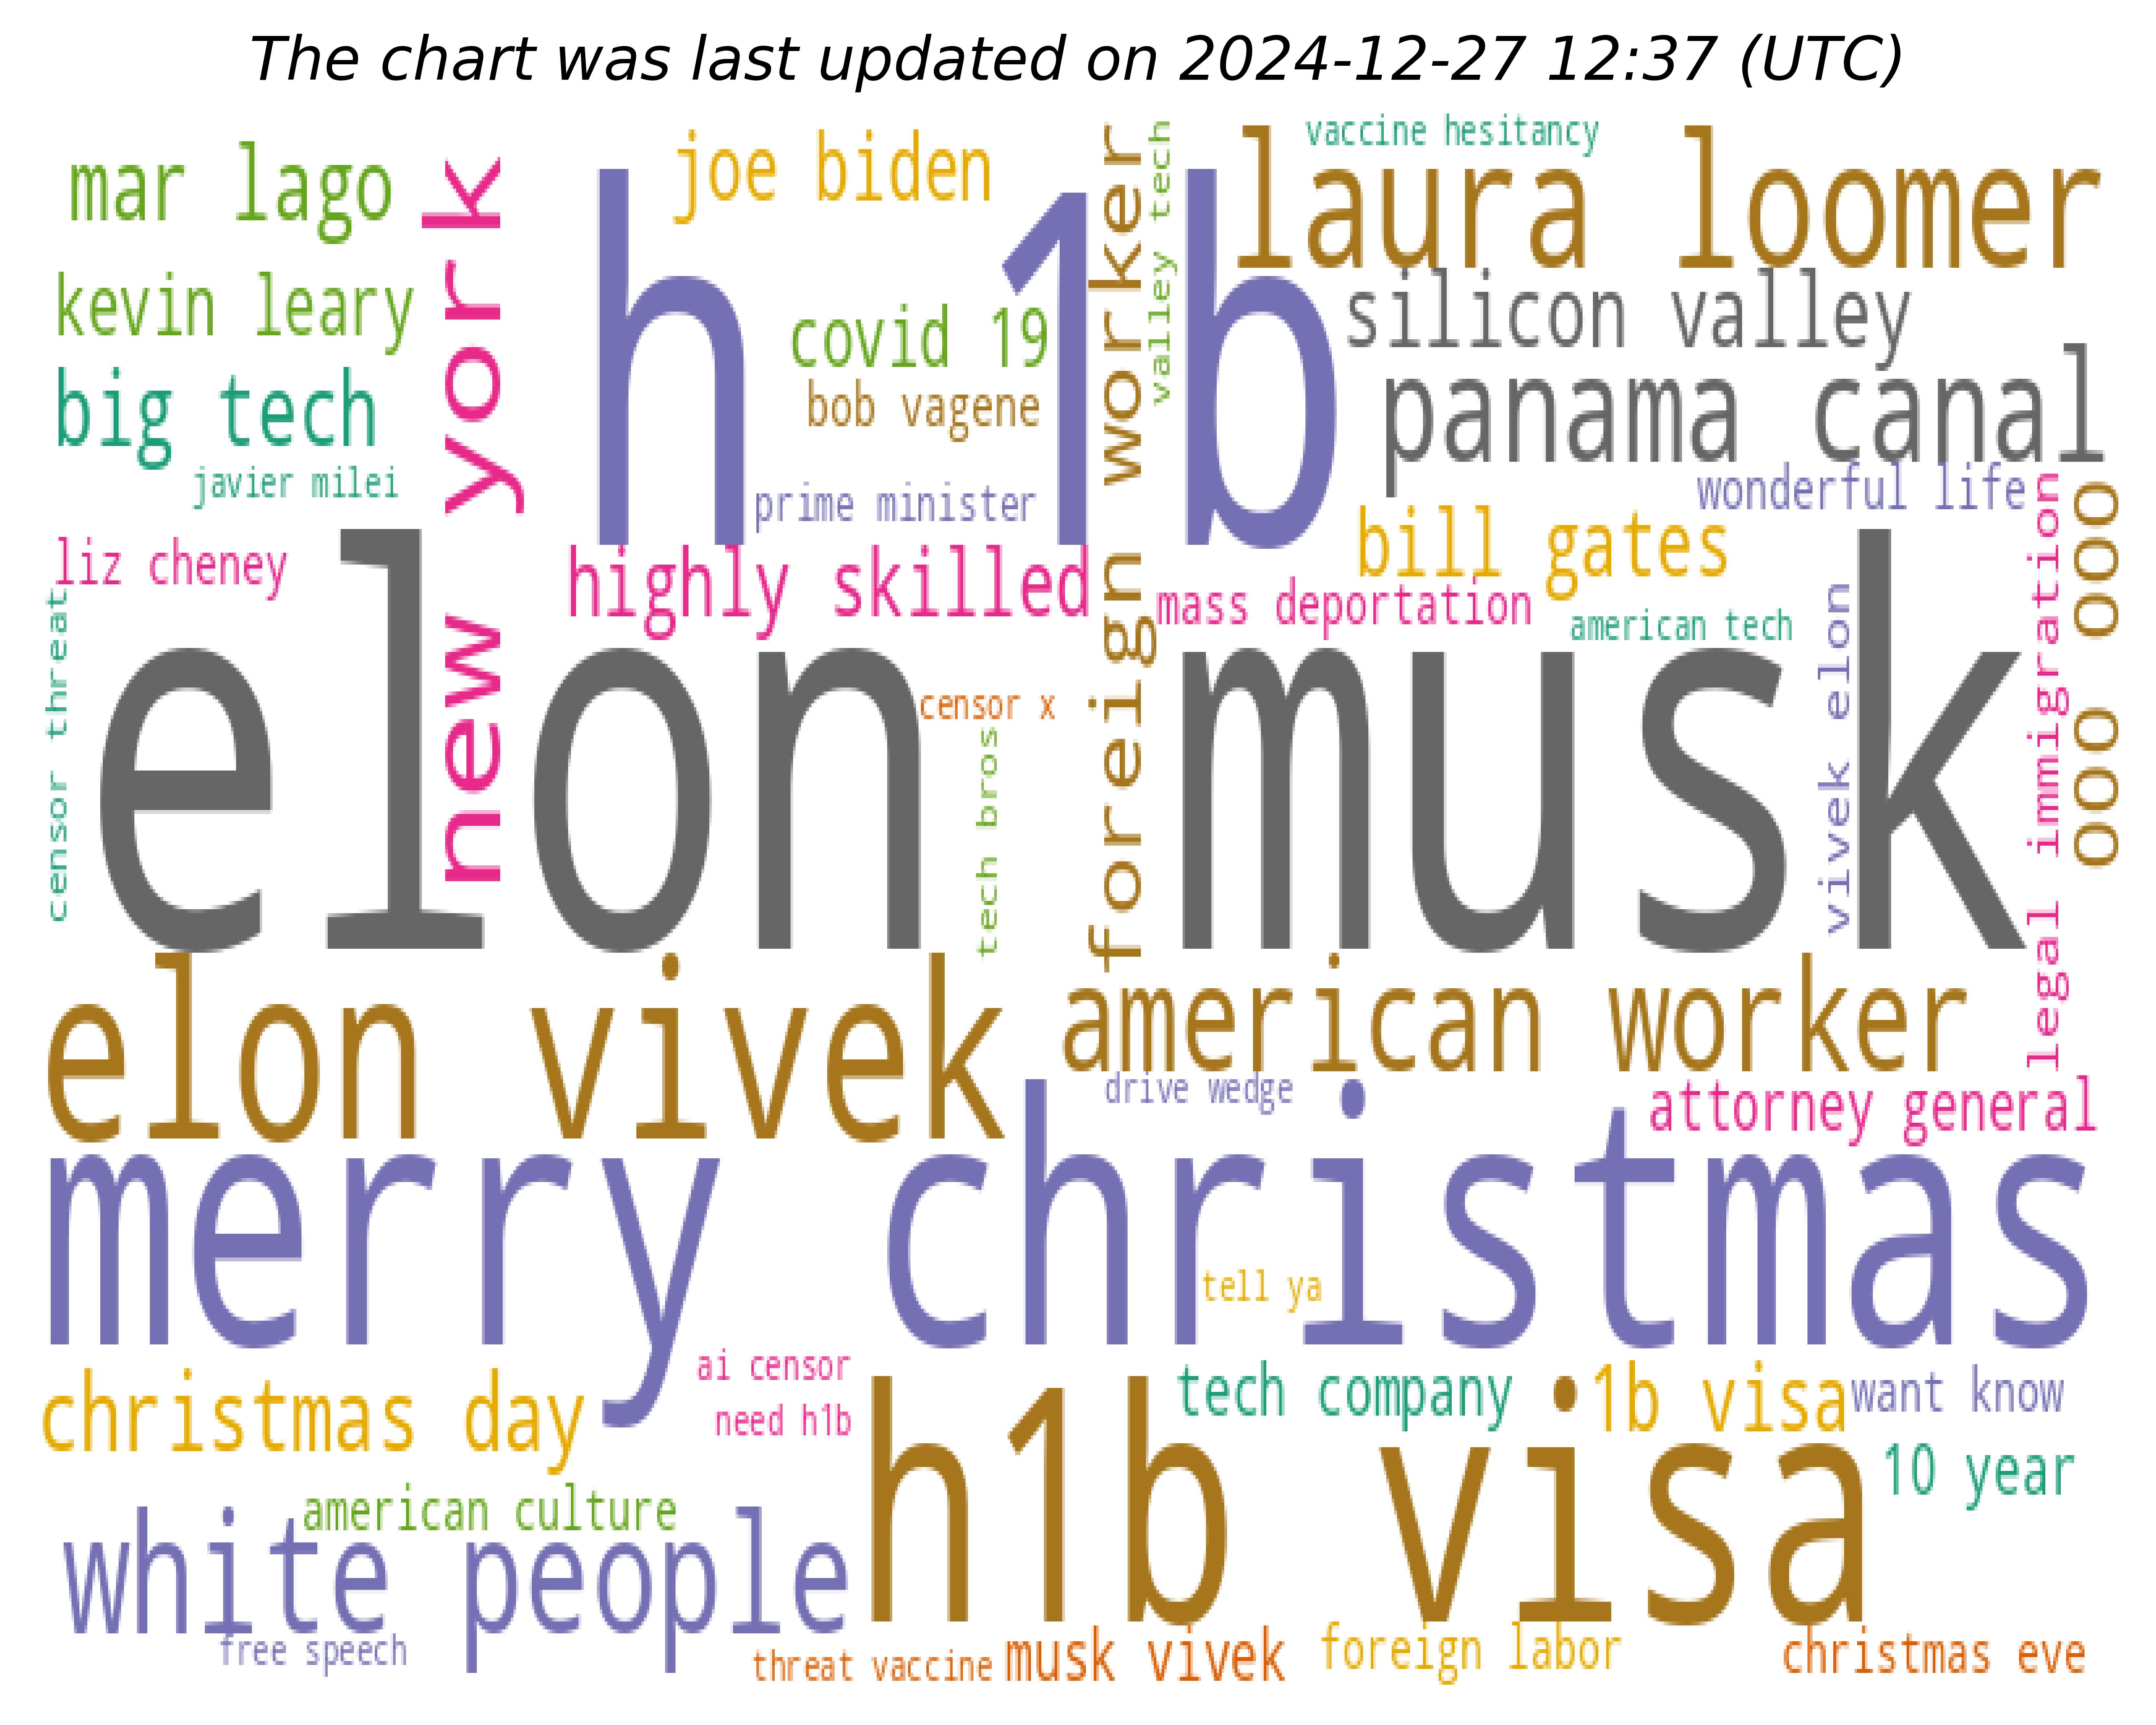 The chart was last updated on 2024-12-27 12:37 (UTC)
mar lago
new york
joe biden
foreign worker
valley tech
vaccine hesitancy
laura loomer
h 1b
kevin leary
covid 19
silicon valley
big tech
bob vagene
panama canal
javier milei
prime minister
wonderful life
liz cheney
highly skilled
bill gates
mass deportation
american tech
legal immigration
000 000
censor threat
elon musk
censor x
tech bros
vivek elon
elon vivek
american worker
drive wedge
attorney general
merry christmas
tell ya
christmas day
ai censor
need h1b
tech company
1b visa
want know
h1b visa
10 year
american culture
white people
free speech
threat vaccine
musk vivek
foreign labor
christmas eve